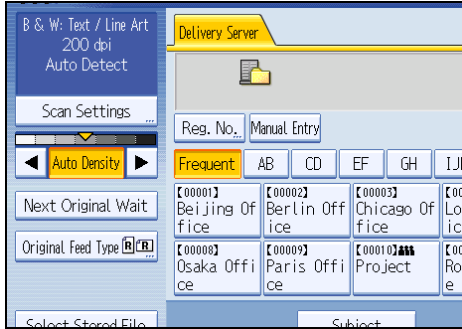 B & W: Text / Line Art
200 dpi
Auto Detect
Scan Settings
Auto Density
Next Original Wait
Original Feed Type
Select Stored File
Delivery Server
Reg. No.
Manual Entry
Frequent AB CD EF GH IJ
[00001]
Beijing Of
fice
[00002]
Berlin Off
ice
[00003]
Chicago Of
fice
[00008]
Osaka Offi
ce
[00009]
Paris Offi
ce
[00010]
Project
Subject